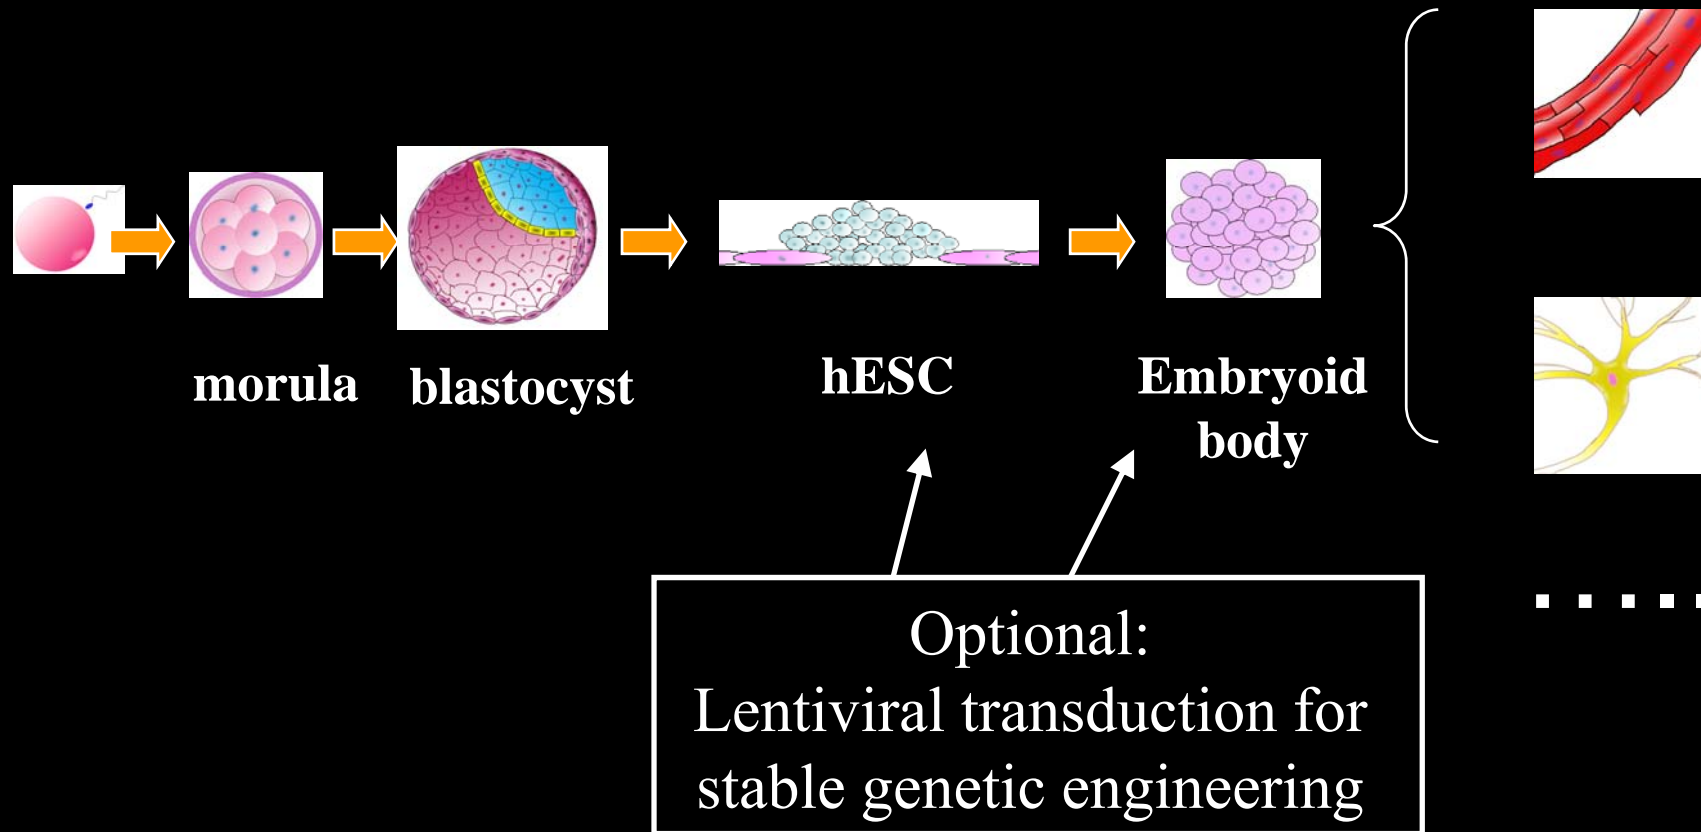 morula
blastocyst
hESC
Embryoid
body
Optional:
Lentiviral transduction for
stable genetic engineering